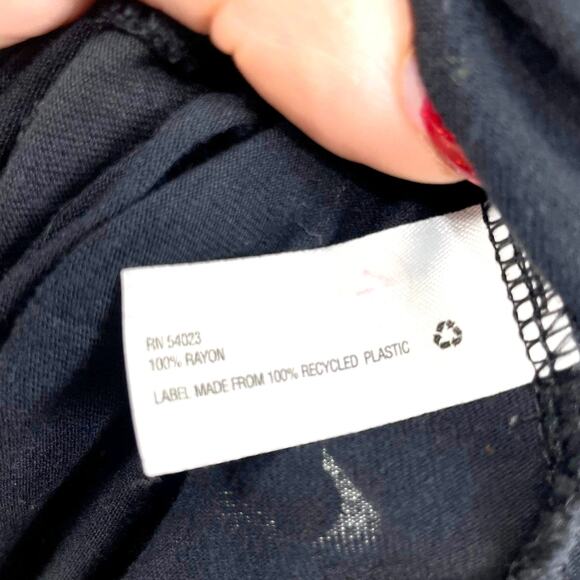 RN 54023
100% RAYON
LABEL MADE FROM 100% RECYCLED PLASTIC